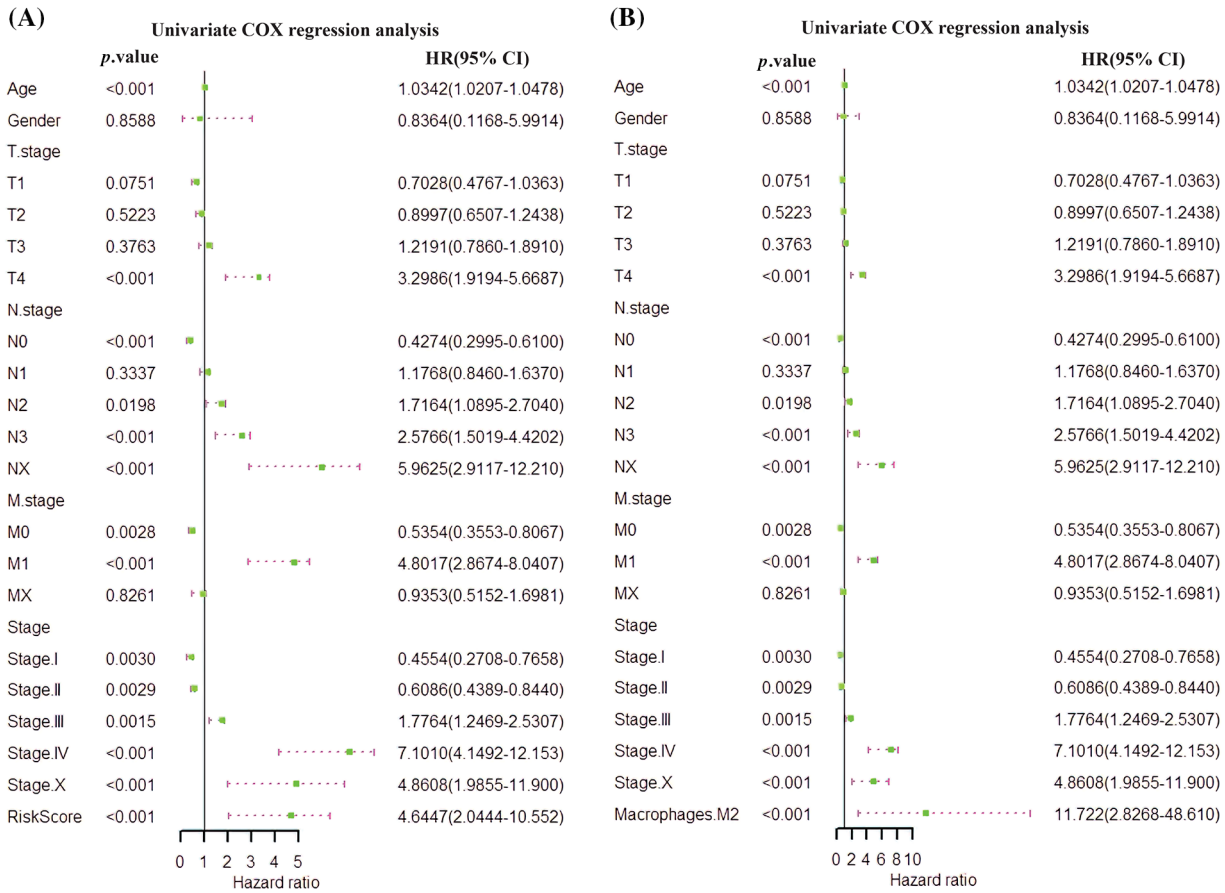 (A)
Univariate COX regression analysis
p.value HR(95% CI)
Age <0.001 1.0342(1.0207-1.0478)
Gender 0.8588 0.8364(0.1168-5.9914)
T.stage
T1 0.0751 0.7028(0.4767-1.0363)
T2 0.5223 0.8997(0.6507-1.2438)
T3 0.3763 1.2191(0.7860-1.8910)
T4 <0.001 3.2986(1.9194-5.6687)
N.stage
N0 <0.001 0.4274(0.2995-0.6100)
N1 0.3337 1.1768(0.8460-1.6370)
N2 0.0198 1.7164(1.0895-2.7040)
N3 <0.001 2.5766(1.5019-4.4202)
NX <0.001 5.9625(2.9117-12.210)
M.stage
M0 0.0028 0.5354(0.3553-0.8067)
M1 <0.001 4.8017(2.8674-8.0407)
MX 0.8261 0.9353(0.5152-1.6981)
Stage
Stage.I 0.0030 0.4554(0.2708-0.7658)
Stage.II 0.0029 0.6086(0.4389-0.8440)
Stage.III 0.0015 1.7764(1.2469-2.5307)
Stage.IV <0.001 7.1010(4.1492-12.153)
Stage.X <0.001 4.8608(1.9855-11.900)
RiskScore <0.001 4.6447(2.0444-10.552)
0 1 2 3 4 5
Hazard ratio
(B)
Univariate COX regression analysis
p.value HR(95% CI)
Age <0.001 1.0342(1.0207-1.0478)
Gender 0.8588 0.8364(0.1168-5.9914)
T.stage
T1 0.0751 0.7028(0.4767-1.0363)
T2 0.5223 0.8997(0.6507-1.2438)
T3 0.3763 1.2191(0.7860-1.8910)
T4 <0.001 3.2986(1.9194-5.6687)
N.stage
N0 <0.001 0.4274(0.2995-0.6100)
N1 0.3337 1.1768(0.8460-1.6370)
N2 0.0198 1.7164(1.0895-2.7040)
N3 <0.001 2.5766(1.5019-4.4202)
NX <0.001 5.9625(2.9117-12.210)
M.stage
M0 0.0028 0.5354(0.3553-0.8067)
M1 <0.001 4.8017(2.8674-8.0407)
MX 0.8261 0.9353(0.5152-1.6981)
Stage
Stage.I 0.0030 0.4554(0.2708-0.7658)
Stage.II 0.0029 0.6086(0.4389-0.8440)
Stage.III 0.0015 1.7764(1.2469-2.5307)
Stage.IV <0.001 7.1010(4.1492-12.153)
Stage.X <0.001 4.8608(1.9855-11.900)
Macrophages.M2 <0.001 11.722(2.8268-48.610)
0 2 4 6 8 10
Hazard ratio